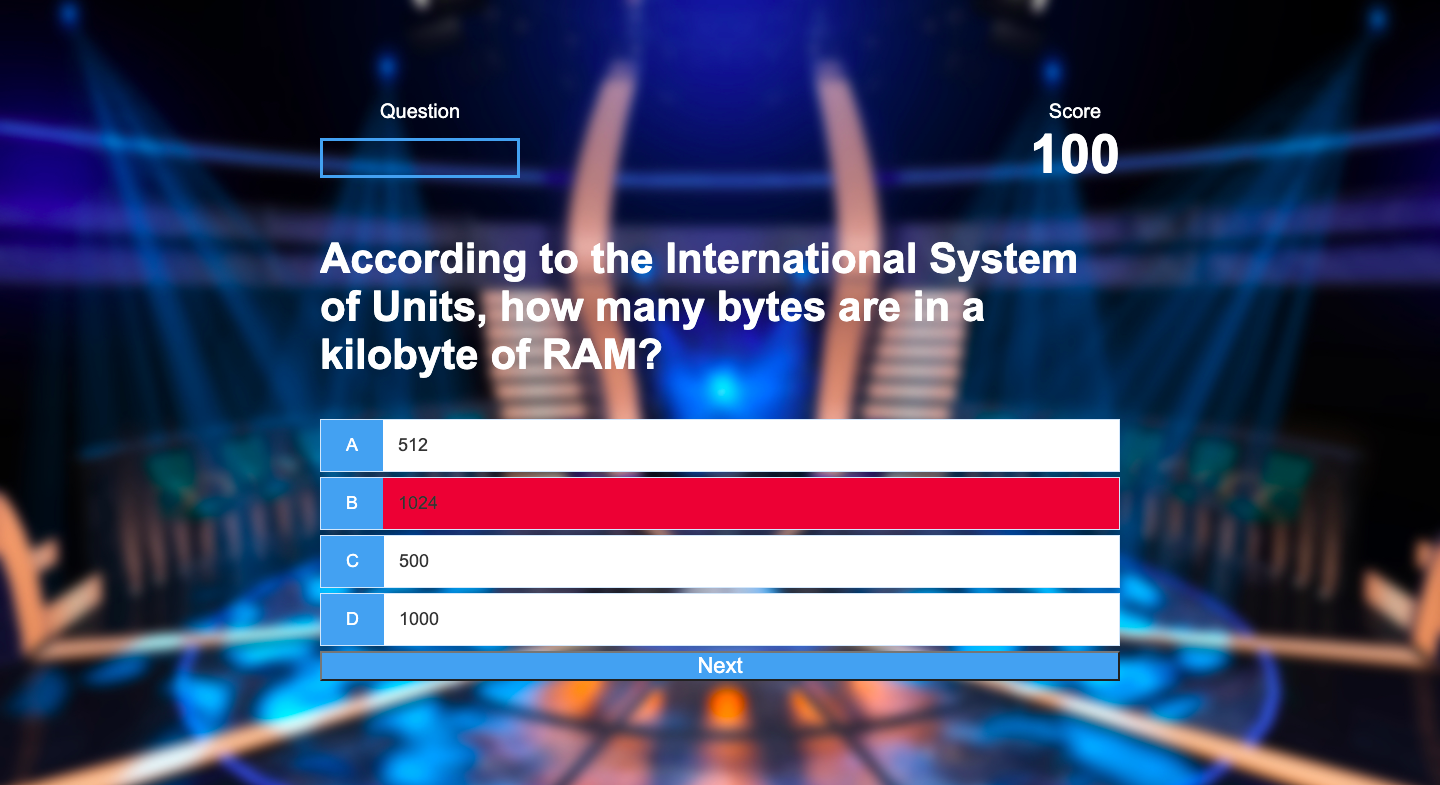 Question
Score
100
According to the International System
of Units, how many bytes are in a
kilobyte of RAM?
A 512
B 1024
C 500
D 1000
Next